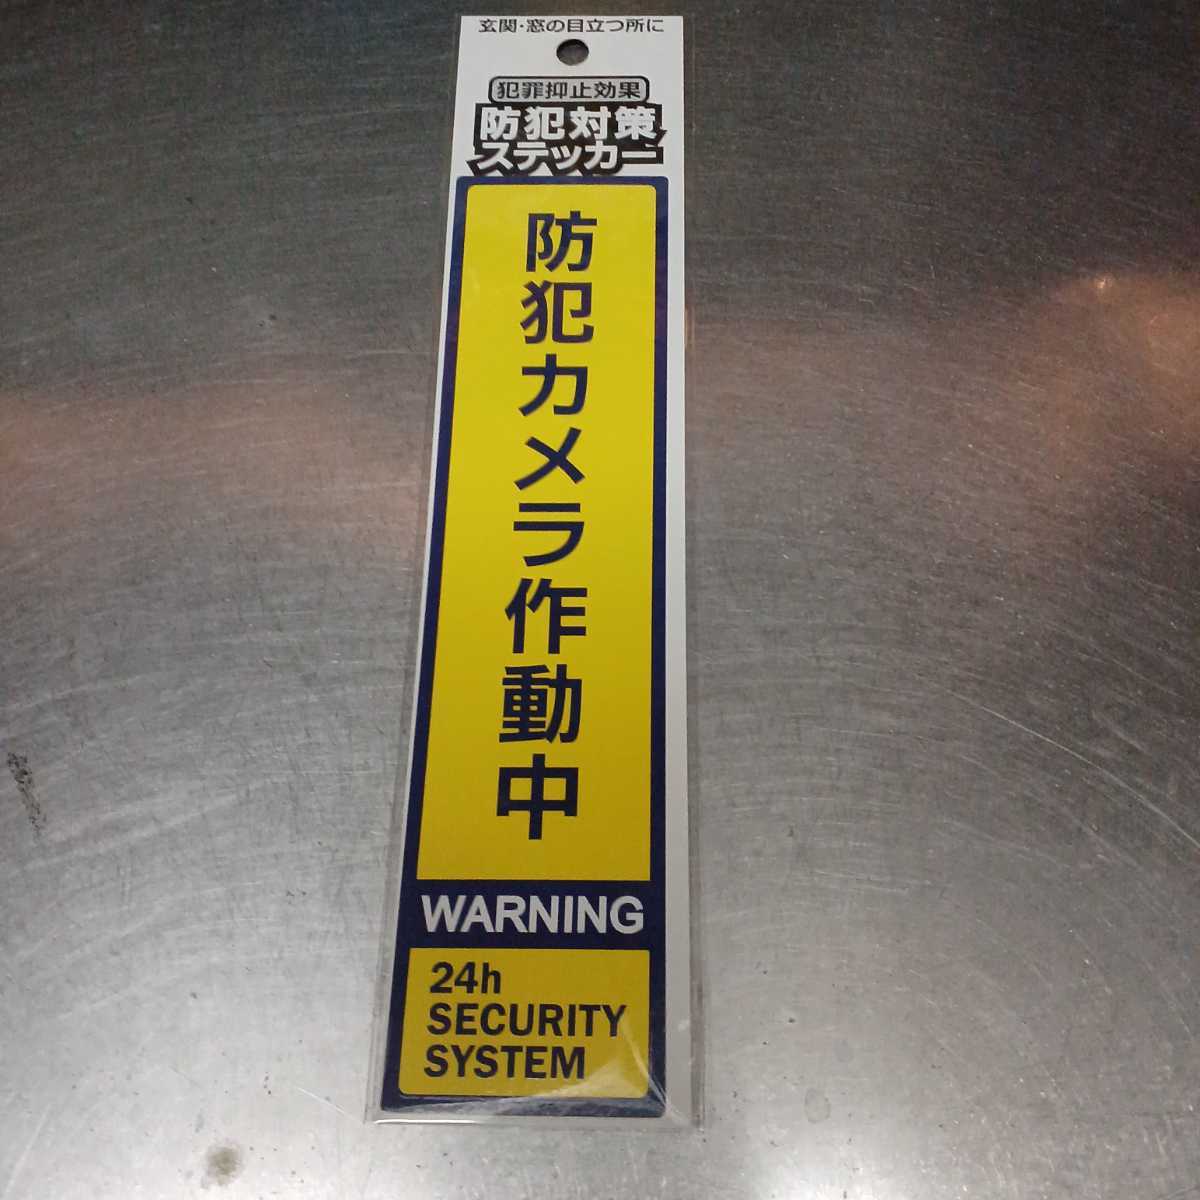 玄関・窓の目立つ所に
犯罪抑止効果
防犯対策
ステッカー
防犯カメラ作動中
WARNING
24h
SECURITY
SYSTEM